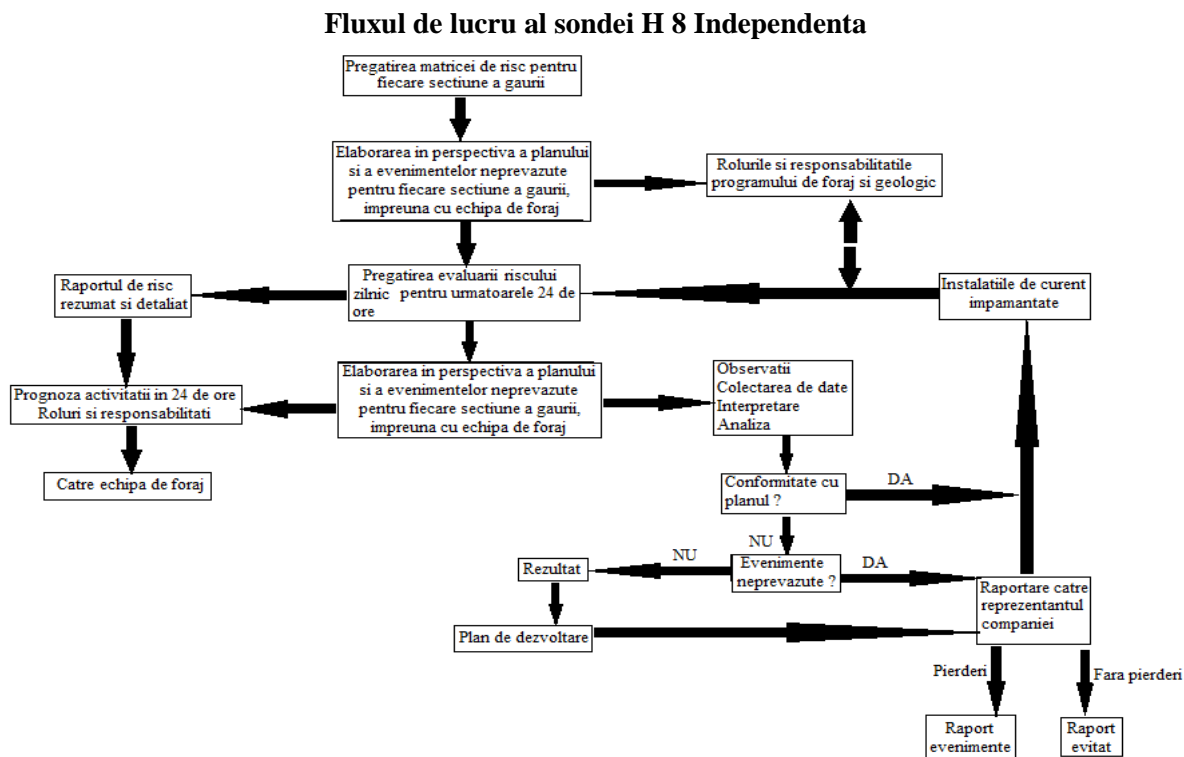 Fluxul de lucru al sondei H 8 Independenta
Pregatirea matricei de risc pentru
fiecare sectiune a gaurii
Elaborarea in perspectiva a planului
si a evenimentelor neprevazute
pentru fiecare sectiune a gaurii,
impreuna cu echipa de foraj
Rolurile si responsabilitatile
programului de foraj si geologic
Raportul de risc
rezumat si detaliat
Pregatirea evaluarii riscului
zilnic pentru urmatoarele 24 de
ore
Instalatiile de curent
impamantate
Prognoza activitatii in 24 de ore
Roluri si responsabilitati
Elaborarea in perspectiva a planului
si a evenimentelor neprevazute
pentru fiecare sectiune a gaurii,
impreuna cu echipa de foraj
Observatii
Colectarea de date
Interpretare
Analiza
Catre echipa de foraj
Conformitate cu
planul ?
DA
NU
NU
Evenimente
neprevazute ?
DA
Rezultat
Plan de dezvoltare
Raportare catre
reprezentantul
companiei
Pierderi
Fara pierderi
Raport
evenimente
Raport
evitat